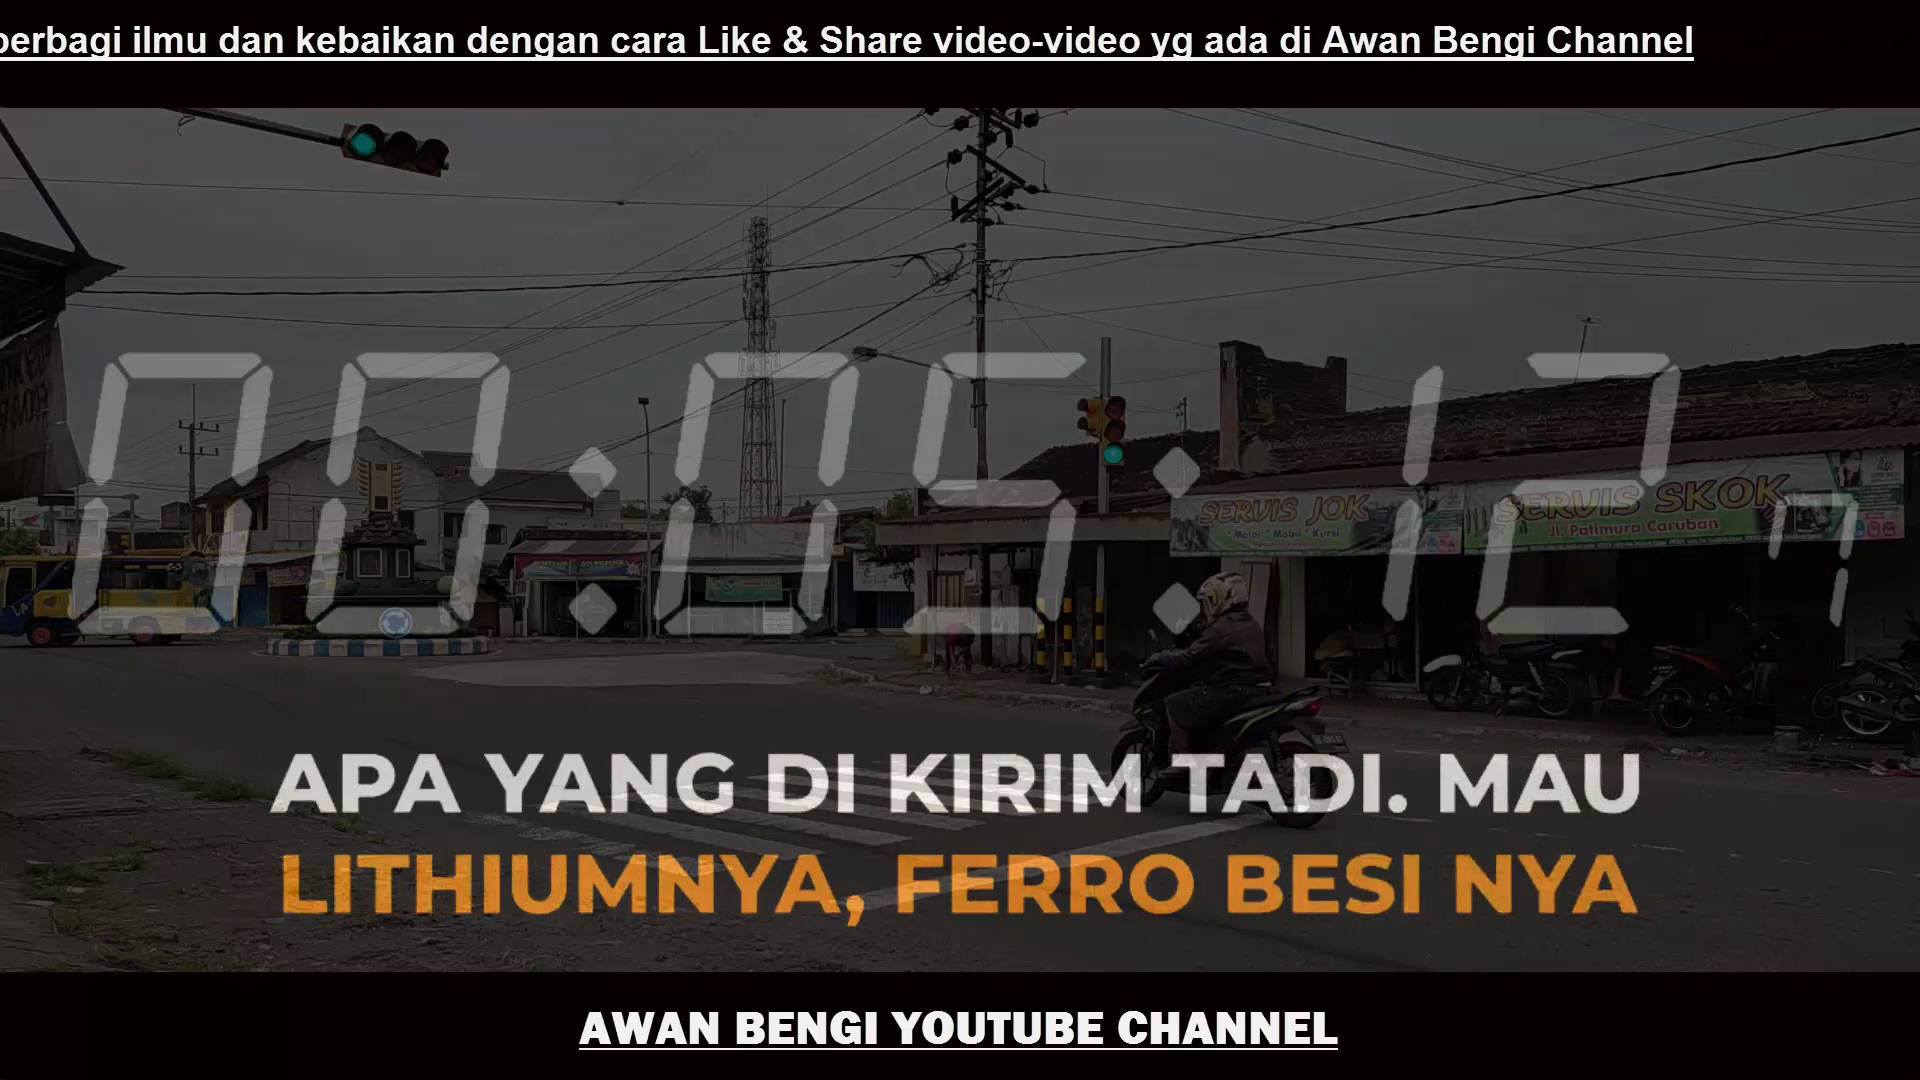 berbagi ilmu dan kebaikan dengan cara Like & Share video-video yg ada di Awan Bengi Channel
00:05:12
SERVIS JOK
Motor * Mobil * Kursi
SERVIS SKOK
Jl. Patimura Caruban
APA YANG DI KIRIM TADI. MAU
LITHIUMNYA, FERRO BESI NYA
AWAN BENGI YOUTUBE CHANNEL